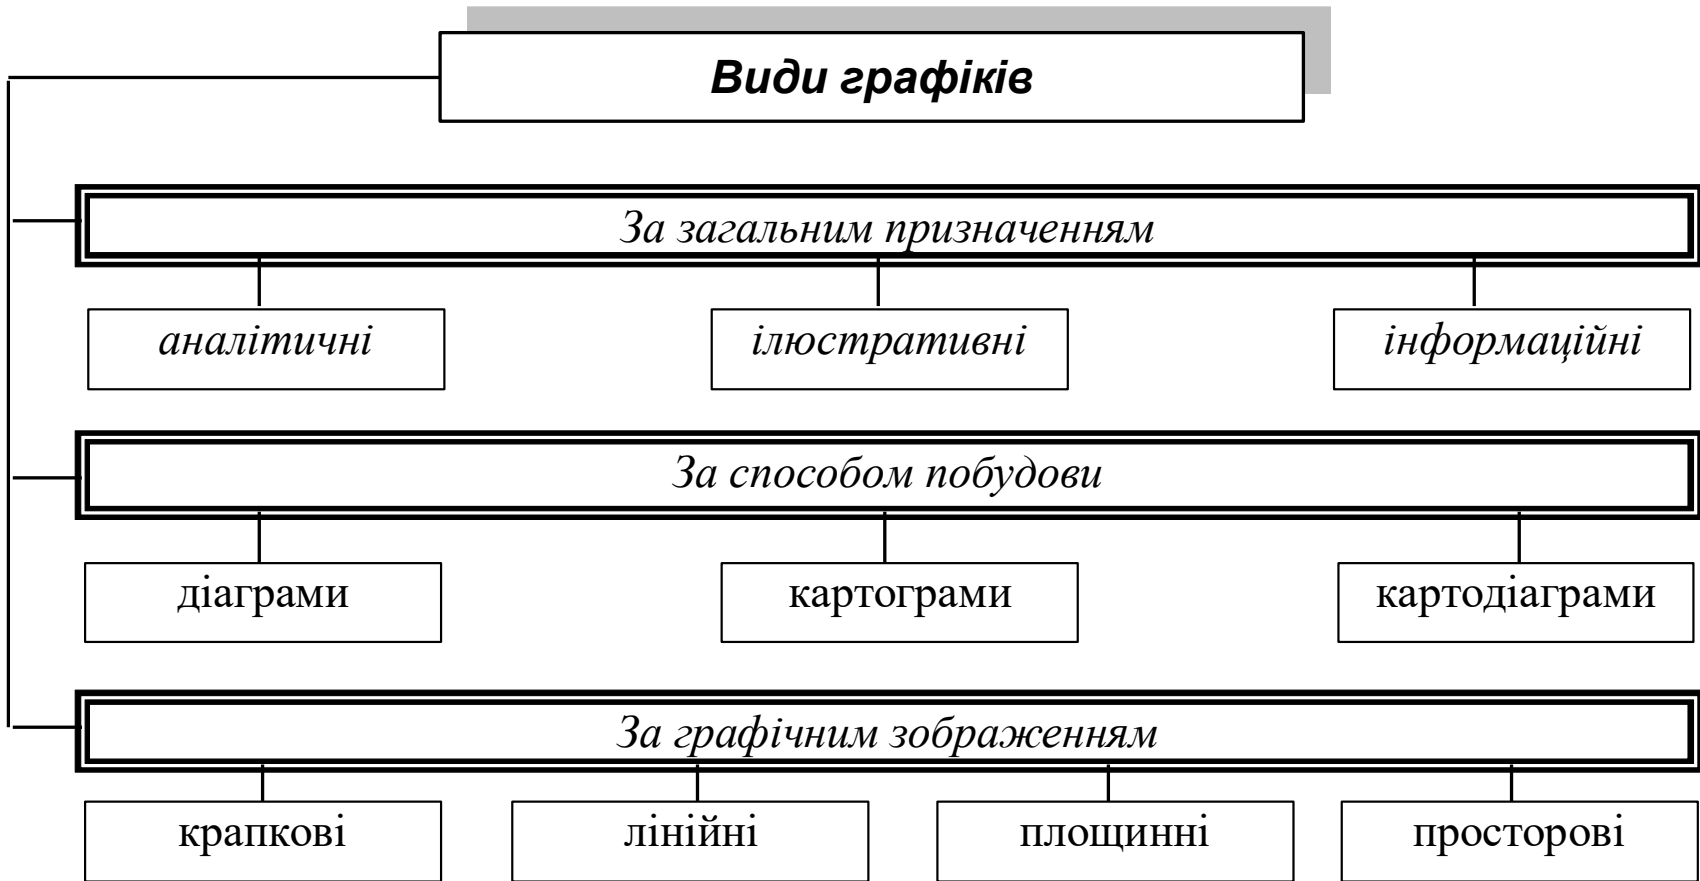 Види графіків
За загальним призначенням
аналітичні
ілюстративні
інформаційні
За способом побудови
діаграми
картограми
картодіаграми
За графічним зображенням
крапкові
лінійні
площинні
просторові